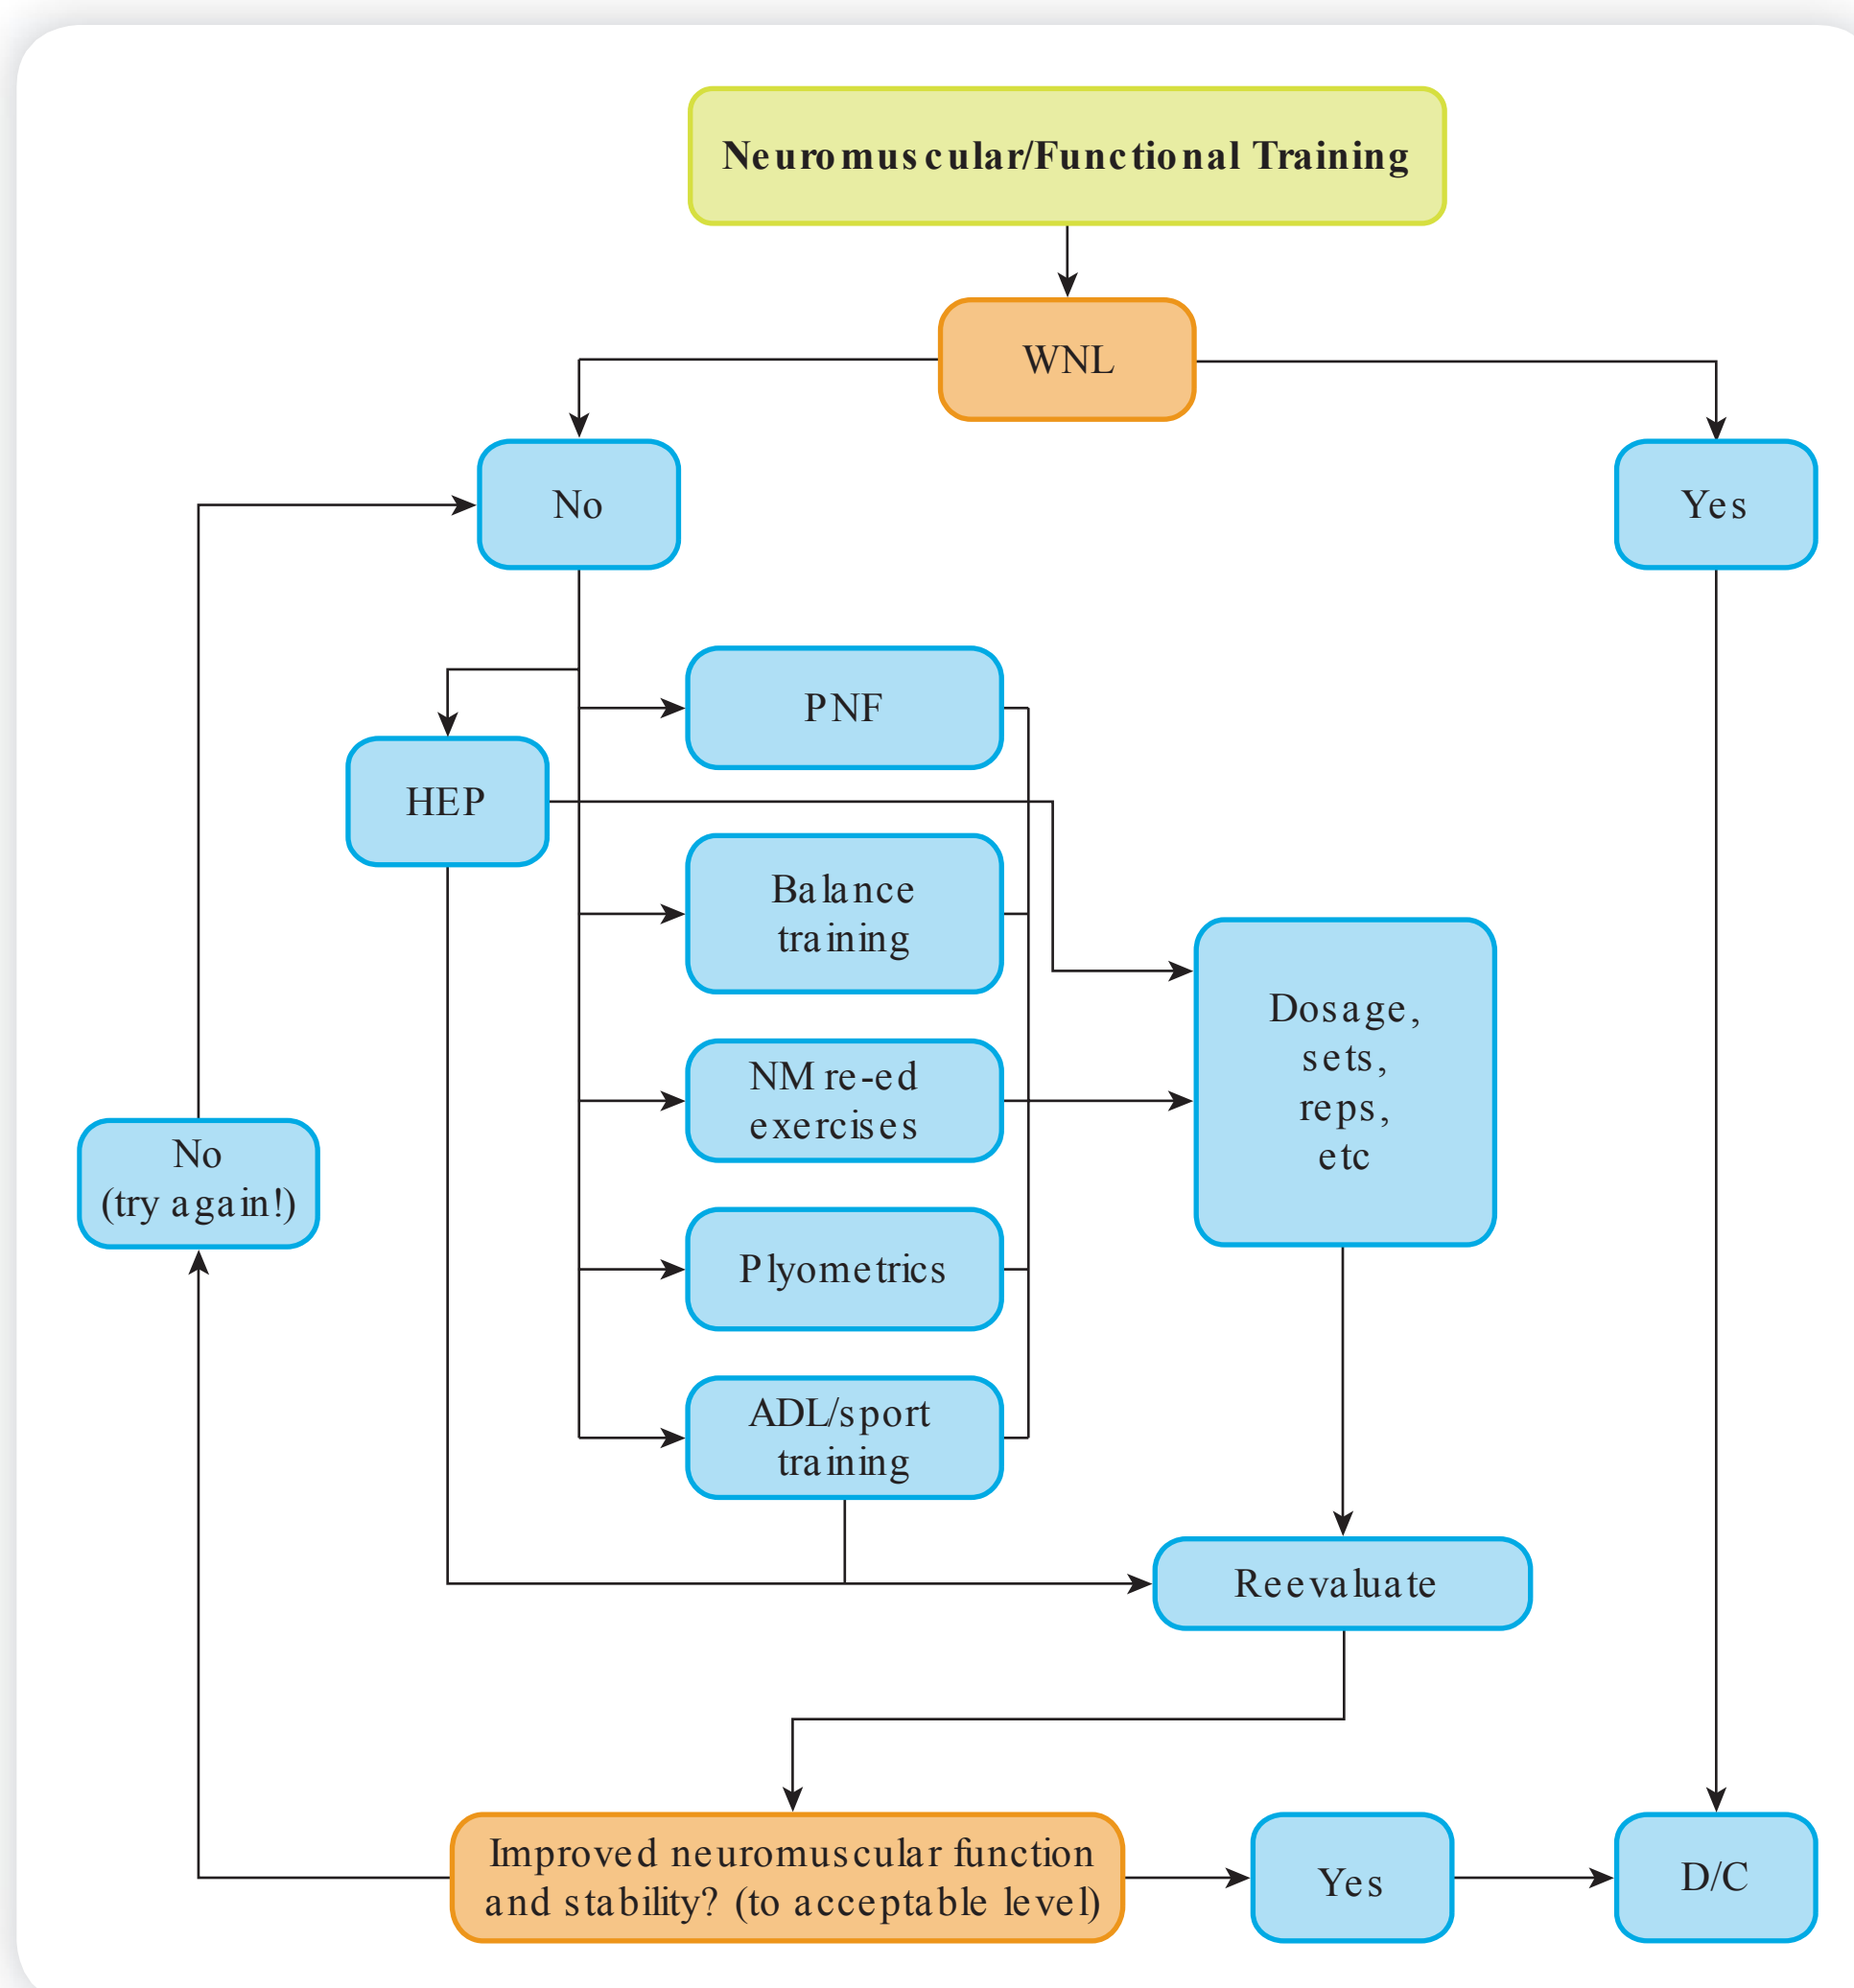 Neuromuscular/Functional Training
WNL
No
Yes
PNF
HEP
Balance
training
Dosage,
sets,
reps,
etc
NM re-ed
exercises
No
(try again!)
Plyometrics
ADL/sport
training
Reevaluate
Improved neuromuscular function
and stability? (to acceptable level)
Yes
D/C